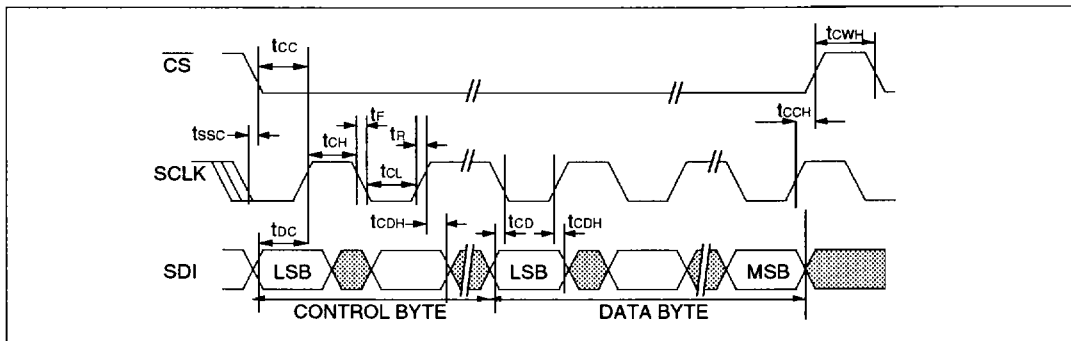 tCC
tCWH
CS
tCCH
tF
tSSC
tCH
tR
SCLK
tCL
tCDH
tCD
tCDH
tDC
SDI
LSB
LSB
MSB
CONTROL BYTE
DATA BYTE